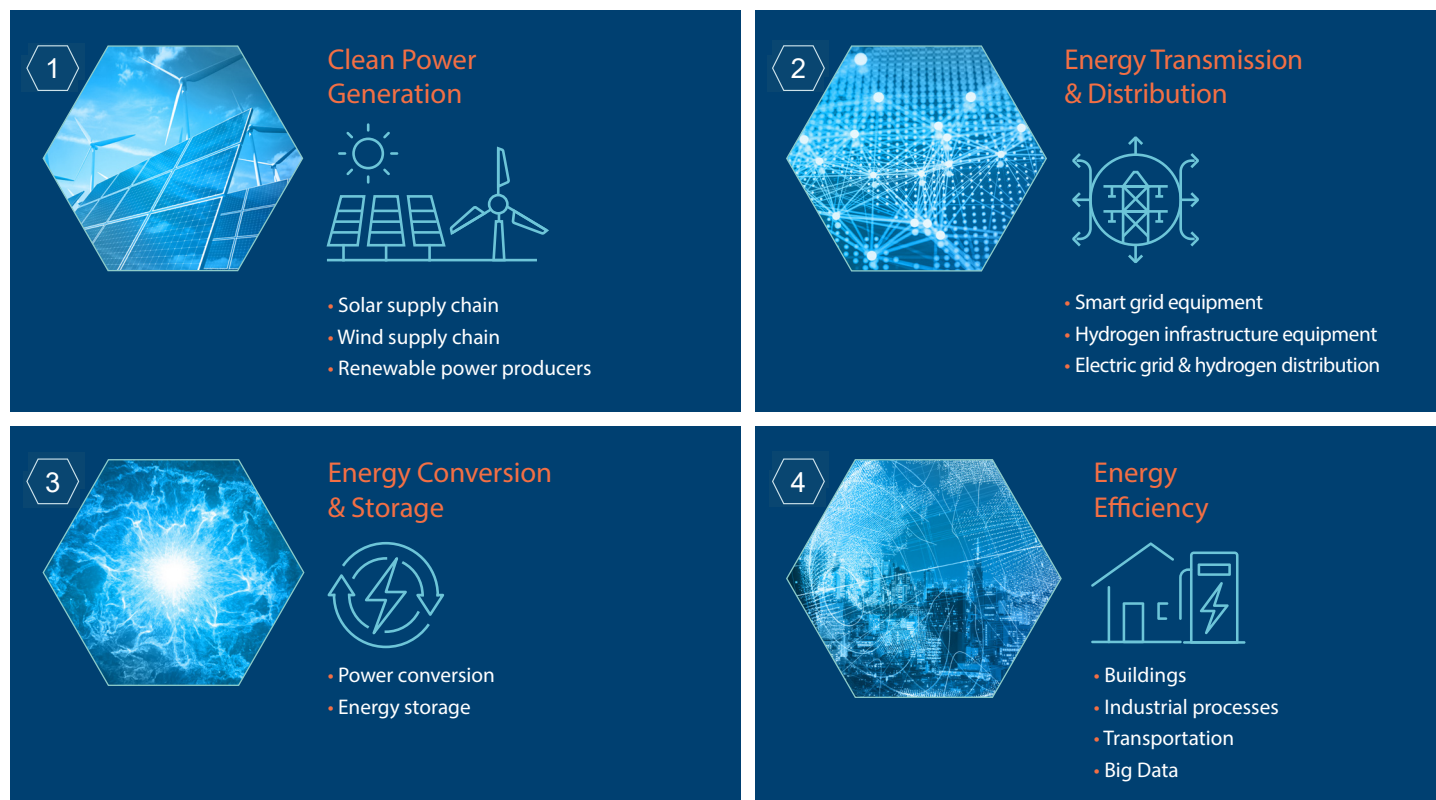 1
Clean Power
Generation
• Solar supply chain
• Wind supply chain
• Renewable power producers
2
Energy Transmission
& Distribution
• Smart grid equipment
• Hydrogen infrastructure equipment
• Electric grid & hydrogen distribution
3
Energy Conversion
& Storage
• Power conversion
• Energy storage
4
Energy
Efficiency
• Buildings
• Industrial processes
• Transportation
• Big Data